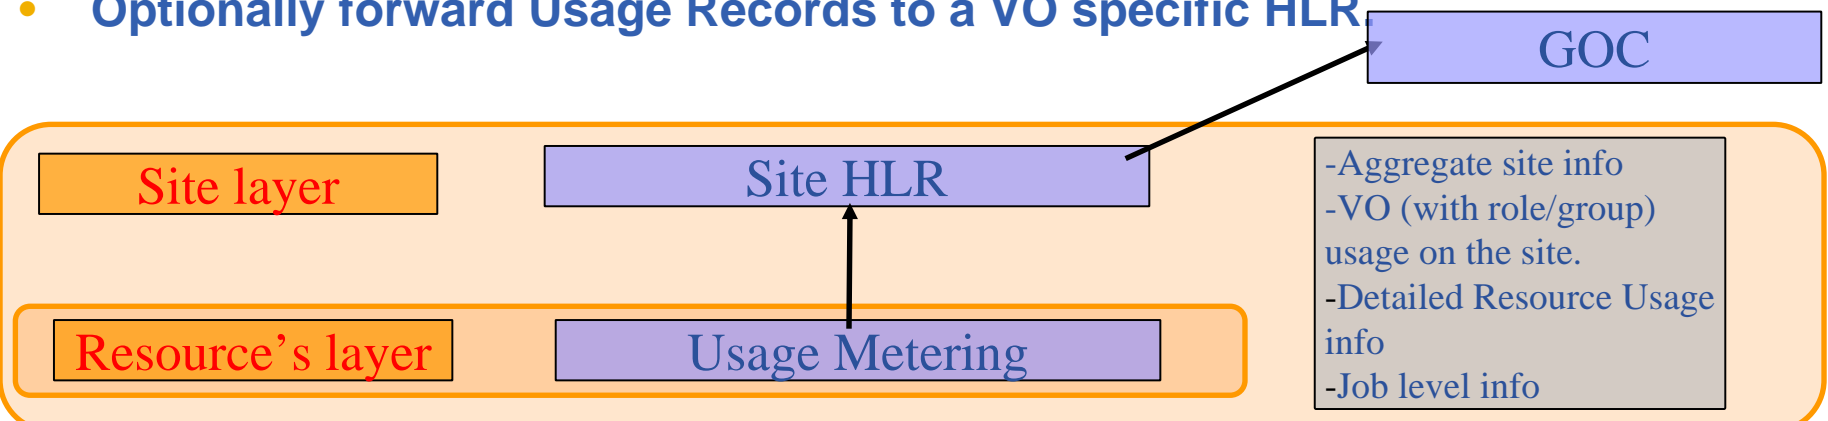 • Optionally forward Usage Records to a VO specific HLR.
GOC
Site layer
Site HLR
-Aggregate site info
-VO (with role/group)
usage on the site.
-Detailed Resource Usage
info
-Job level info
Resource’s layer
Usage Metering